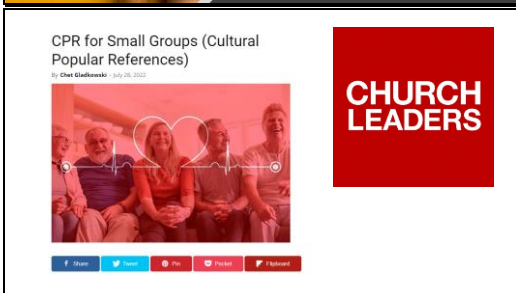 CPR for Small Groups (Cultural
Popular References)
By Chet Gladkowski - July 28, 2022
CHURCH
LEADERS
Share
Tweet
Pin
Pocket
Flipboard